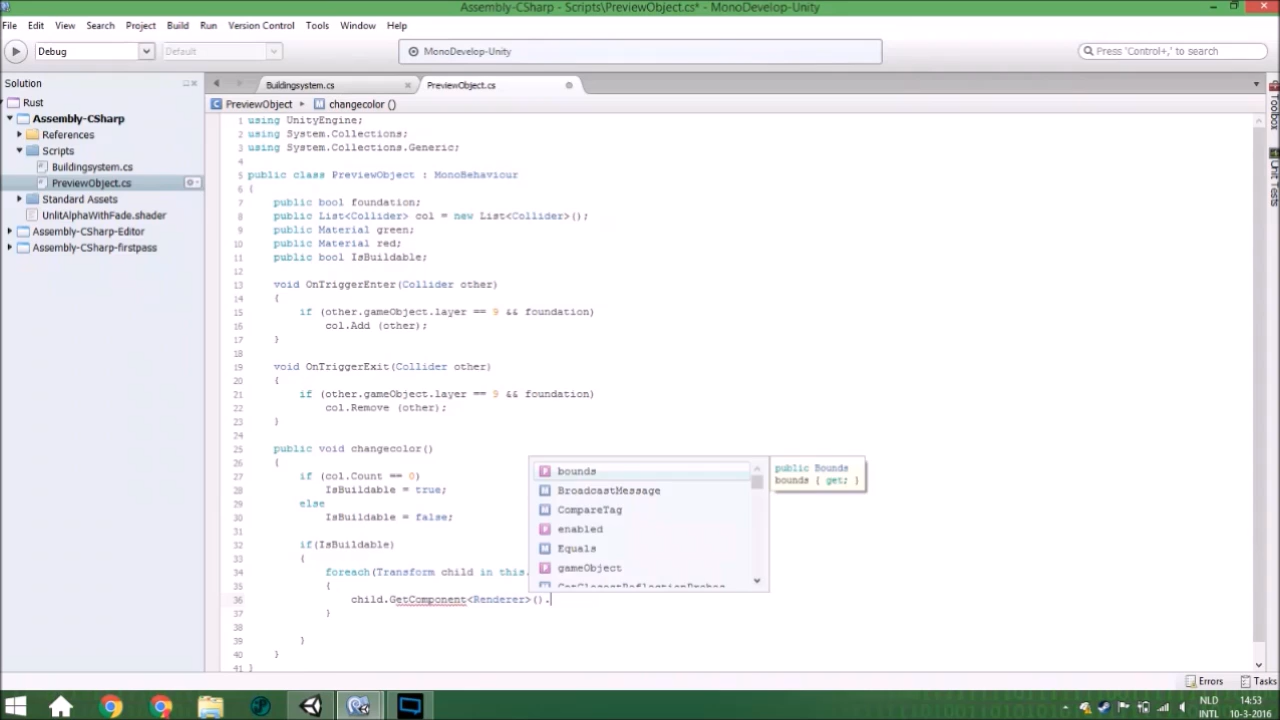 Assembly-CSharp - Scripts\PreviewObject.cs* - MonoDevelop-Unity
File Edit View Search Project Build Run Version Control Tools Window Help
Debug Default MonoDevelop-Unity Press 'Control+,' to search
Solution
Rust
Assembly-CSharp
References
Scripts
Buildingsystem.cs
PreviewObject.cs
Standard Assets
UnlitAlphaWithFade.shader
Assembly-CSharp-Editor
Assembly-CSharp-firstpass
Buildingsystem.cs PreviewObject.cs
PreviewObject changecolor ()
1 using UnityEngine;
2 using System.Collections;
3 using System.Collections.Generic;
4
5 public class PreviewObject : MonoBehaviour
6 {
7 public bool foundation;
8 public List<Collider> col = new List<Collider>();
9 public Material green;
10 public Material red;
11 public bool IsBuildable;
12
13 void OnTriggerEnter(Collider other)
14 {
15 if (other.gameObject.layer == 9 && foundation)
16 col.Add (other);
17 }
18
19 void OnTriggerExit(Collider other)
20 {
21 if (other.gameObject.layer == 9 && foundation)
22 col.Remove (other);
23 }
24
25 public void changecolor()
26 {
27 if (col.Count == 0)
28 IsBuildable = true;
29 else
30 IsBuildable = false;
31
32 if(IsBuildable)
33 {
34 foreach(Transform child in this.
35 {
36 child.GetComponent<Renderer>().
37 }
38
39 }
40 }
41 }
bounds
BroadcastMessage
CompareTag
enabled
Equals
gameObject
GetClosestReflectionProbes
public Bounds
bounds { get; }
Toolbox
Unit Tests
Errors Tasks
NLD 14:53
INTL 10-3-2016